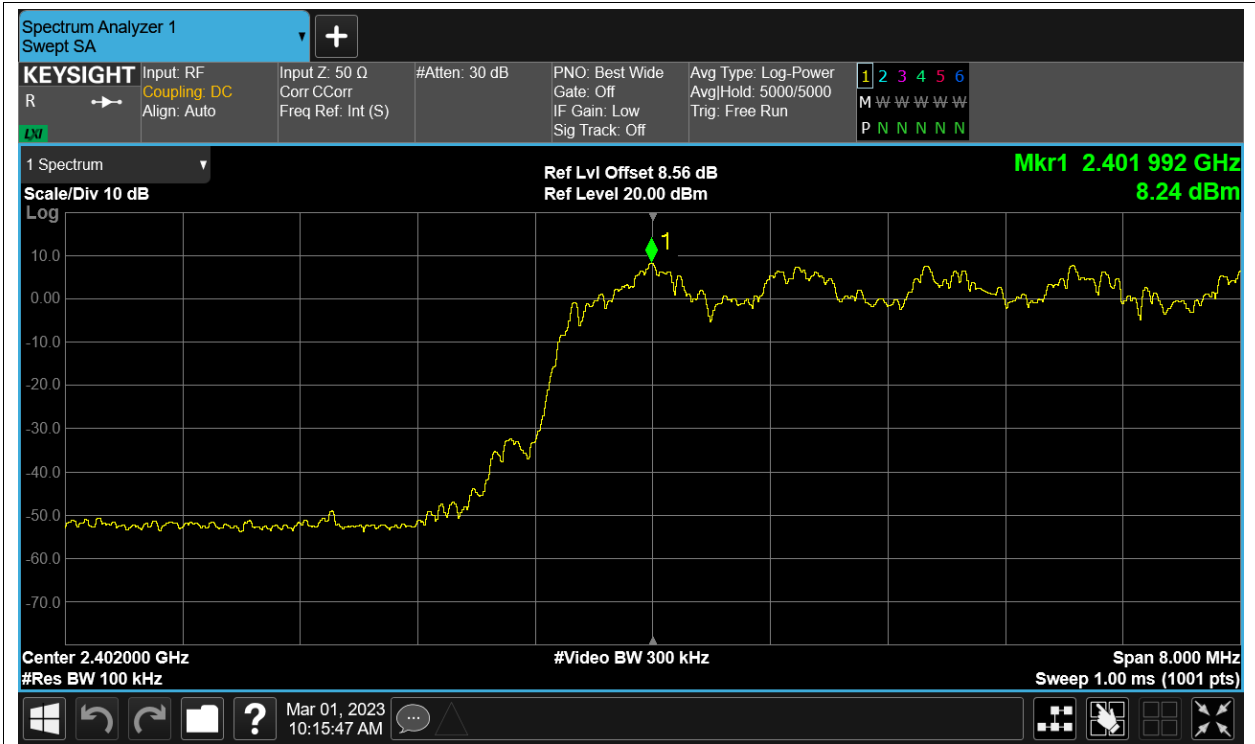 Spectrum Analyzer 1
Swept SA
KEYSIGHT
R
LXI
Input: RF
Coupling: DC
Align: Auto
Input Z: 50 Ω
Corr CCorr
Freq Ref: Int (S)
#Atten: 30 dB
PNO: Best Wide
Gate: Off
IF Gain: Low
Sig Track: Off
Avg Type: Log-Power
Avg|Hold: 5000/5000
Trig: Free Run
1 2 3 4 5 6
M W W W W W
P N N N N N
1 Spectrum
Scale/Div 10 dB
Log
Ref Lvl Offset 8.56 dB
Ref Level 20.00 dBm
Mkr1 2.401 992 GHz
8.24 dBm
1
10.0
0.00
-10.0
-20.0
-30.0
-40.0
-50.0
-60.0
-70.0
Center 2.402000 GHz
#Video BW 300 kHz
Span 8.000 MHz
#Res BW 100 kHz
Sweep 1.00 ms (1001 pts)
?
Mar 01, 2023
10:15:47 AM